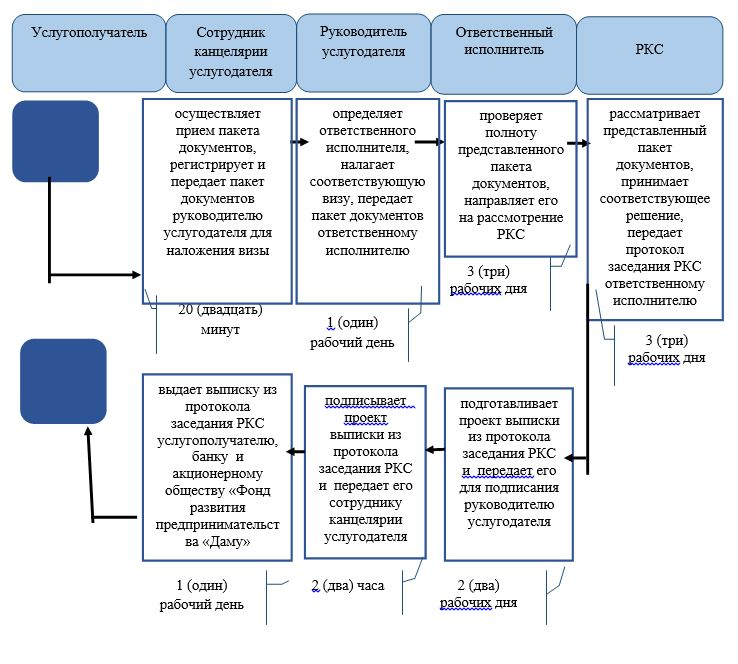 Услугополучатель
Сотрудник
канцелярии
услугодателя
Руководитель
услугодателя
Ответственный
исполнитель
РКС
осуществляет
прием пакета
документов,
регистрирует и
передает пакет
документов
руководителю
услугодателя для
наложения визы
20 (двадцать)
минут
определяет
ответственного
исполнителя,
налагает
соответствующую
визу, передает
пакет документов
ответственному
исполнителю
1 (один)
рабочий день
проверяет
полноту
представленного
пакета
документов,
направляет его
на рассмотрение
РКС
3 (три)
рабочих дня
рассматривает
представленный
пакет
документов,
принимает
соответствующее
решение,
передает
протокол
заседания РКС
ответственному
исполнителю
3 (три)
рабочих дня
выдает выписку из
протокола
заседания РКС
услугополучателю,
банку и
акционерному
обществу «Фонд
развития
предпринимательст
ва «Даму»
1 (один)
рабочий день
подписывает
проект
выписки из
протокола
заседания РКС
и передает его
сотруднику
канцелярии
услугодателя
2 (два) часа
подготавливает
проект выписки
из протокола
заседания РКС
и передает его
для подписания
руководителю
услугодателя
2 (два)
рабочих дня